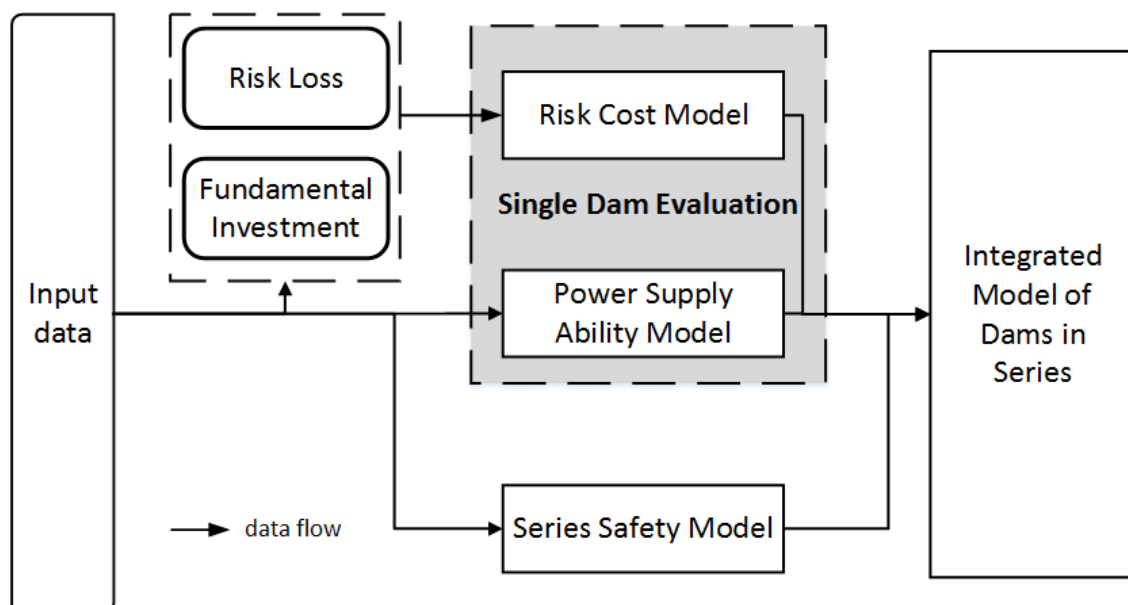 Input
data
Risk Loss
Fundamental
Investment
Risk Cost Model
Single Dam Evaluation
Power Supply
Ability Model
Series Safety Model
Integrated
Model of
Dams in
Series
data flow